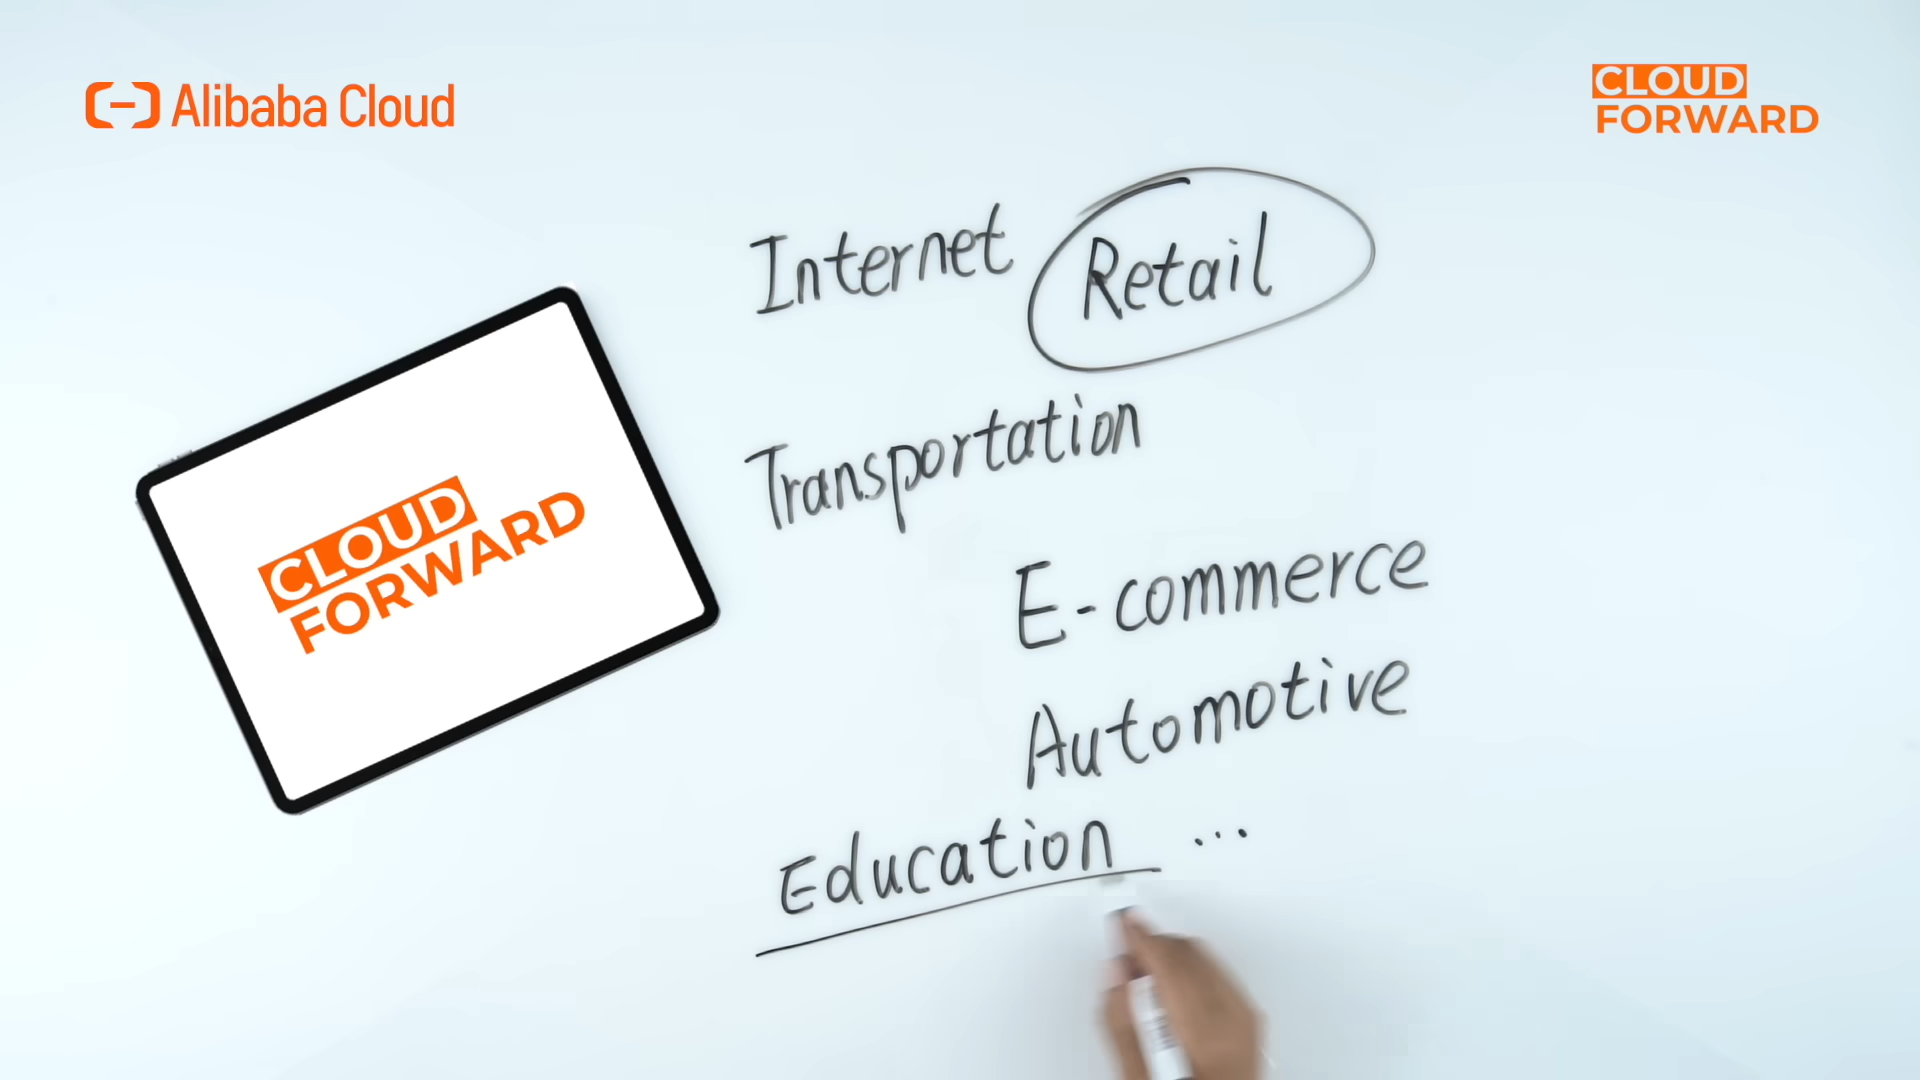 Alibaba Cloud
CLOUD
FORWARD
Internet Retail
Transportation
CLOUD
FORWARD
E-commerce
Automotive
Education ...